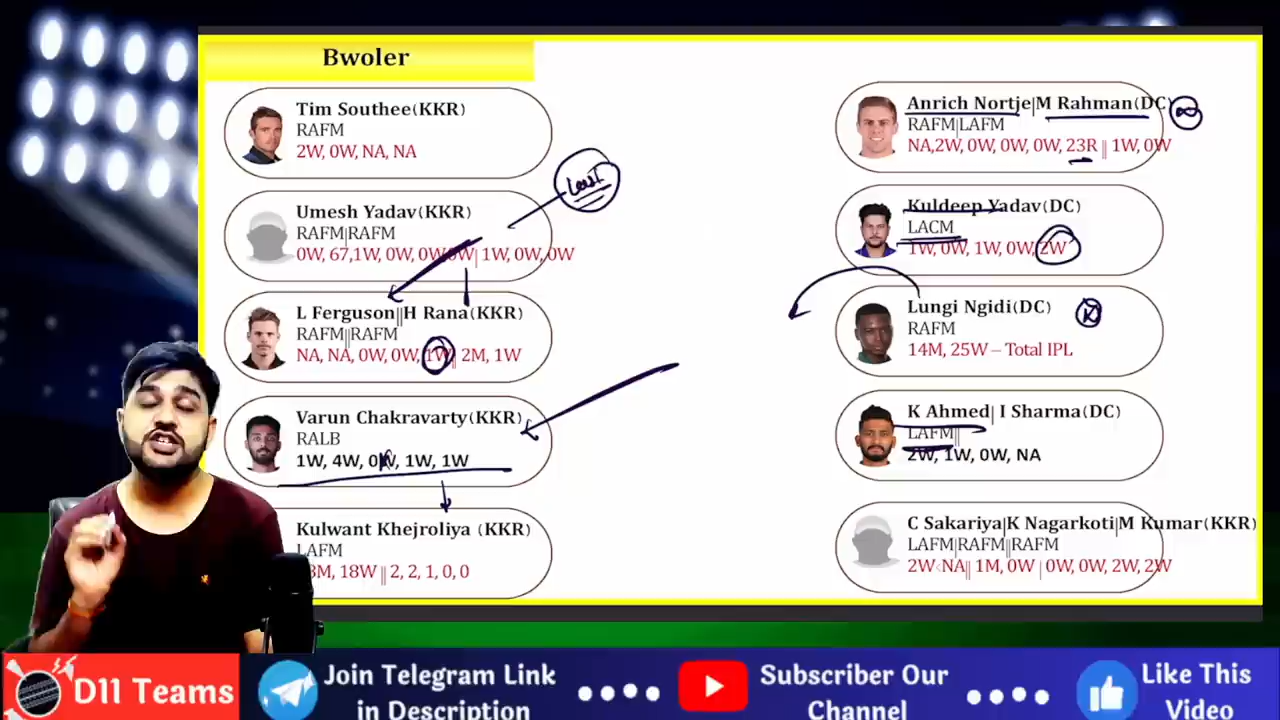 Bwoler
Tim Southee(KKR)
RAFM
2W, 0W, NA, NA
Umesh Yadav(KKR)
RAFM|RAFM
0W, 67,1W, 0W, 0W0W| 1W, 0W, 0W
L Ferguson||H Rana(KKR)
RAFM||RAFM
NA, NA, 0W, 0W, 1W|| 2M, 1W
Varun Chakravarty(KKR)
RALB
1W, 4W, 0W, 1W, 1W
Kulwant Khejroliya (KKR)
LAFM
3M, 18W || 2, 2, 1, 0, 0
Anrich Nortje|M Rahman(DC)
RAFM|LAFM
NA,2W, 0W, 0W, 0W, 23R || 1W, 0W
Kuldeep Yadav(DC)
LACM
1W, 0W, 1W, 0W, 2W
Lungi Ngidi(DC)
RAFM
14M, 25W – Total IPL
K Ahmed| I Sharma(DC)
LAFM||
2W, 1W, 0W, NA
C Sakariya|K Nagarkoti|M Kumar(KKR)
LAFM|RAFM||RAFM
2W<NA|| 1M, 0W | 0W, 0W, 2W, 2W
D11 Teams
Join Telegram Link
in Description
Subscriber Our
Channel
Like This
Video